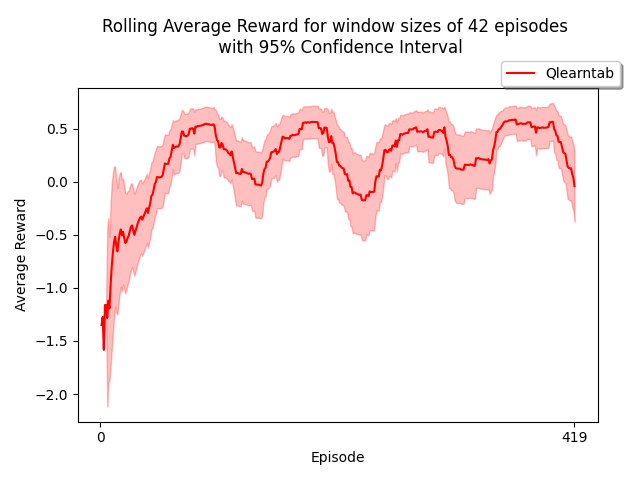 Rolling Average Reward for window sizes of 42 episodes
with 95% Confidence Interval
Qlearntab
0.5
0.0
−0.5
−1.0
−1.5
−2.0
Average Reward
0
419
Episode